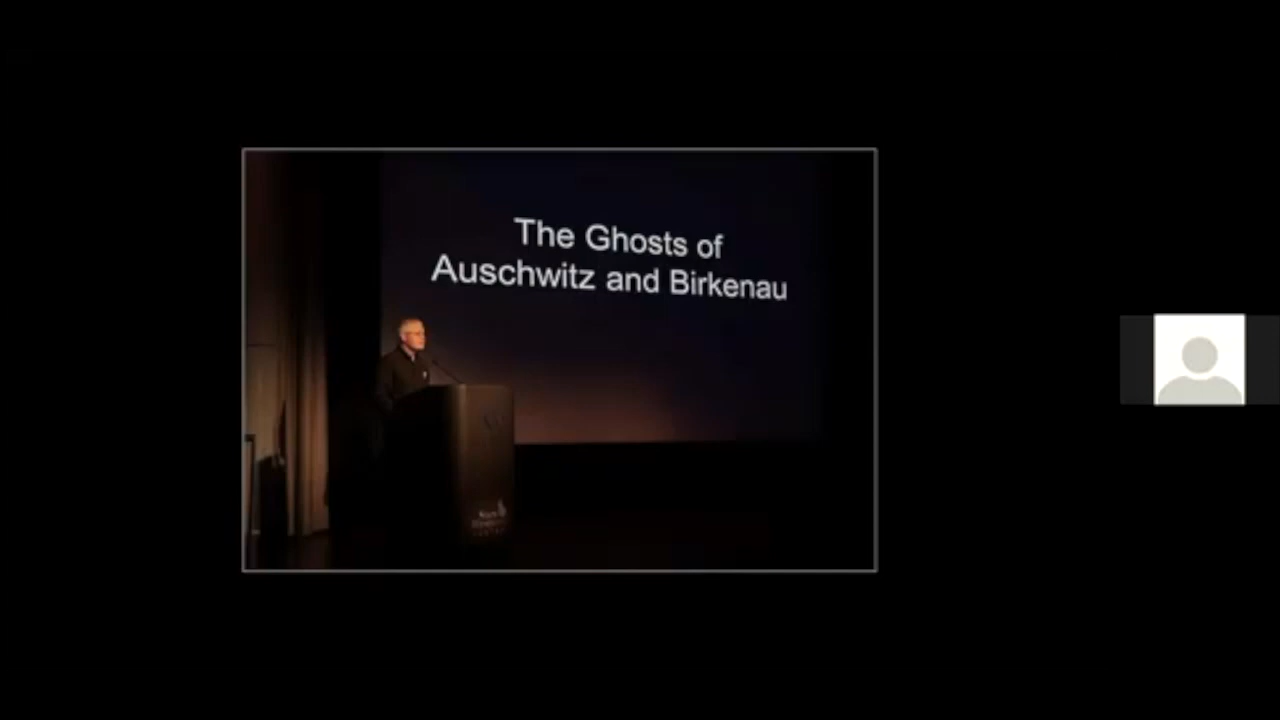 The Ghosts of
Auschwitz and Birkenau